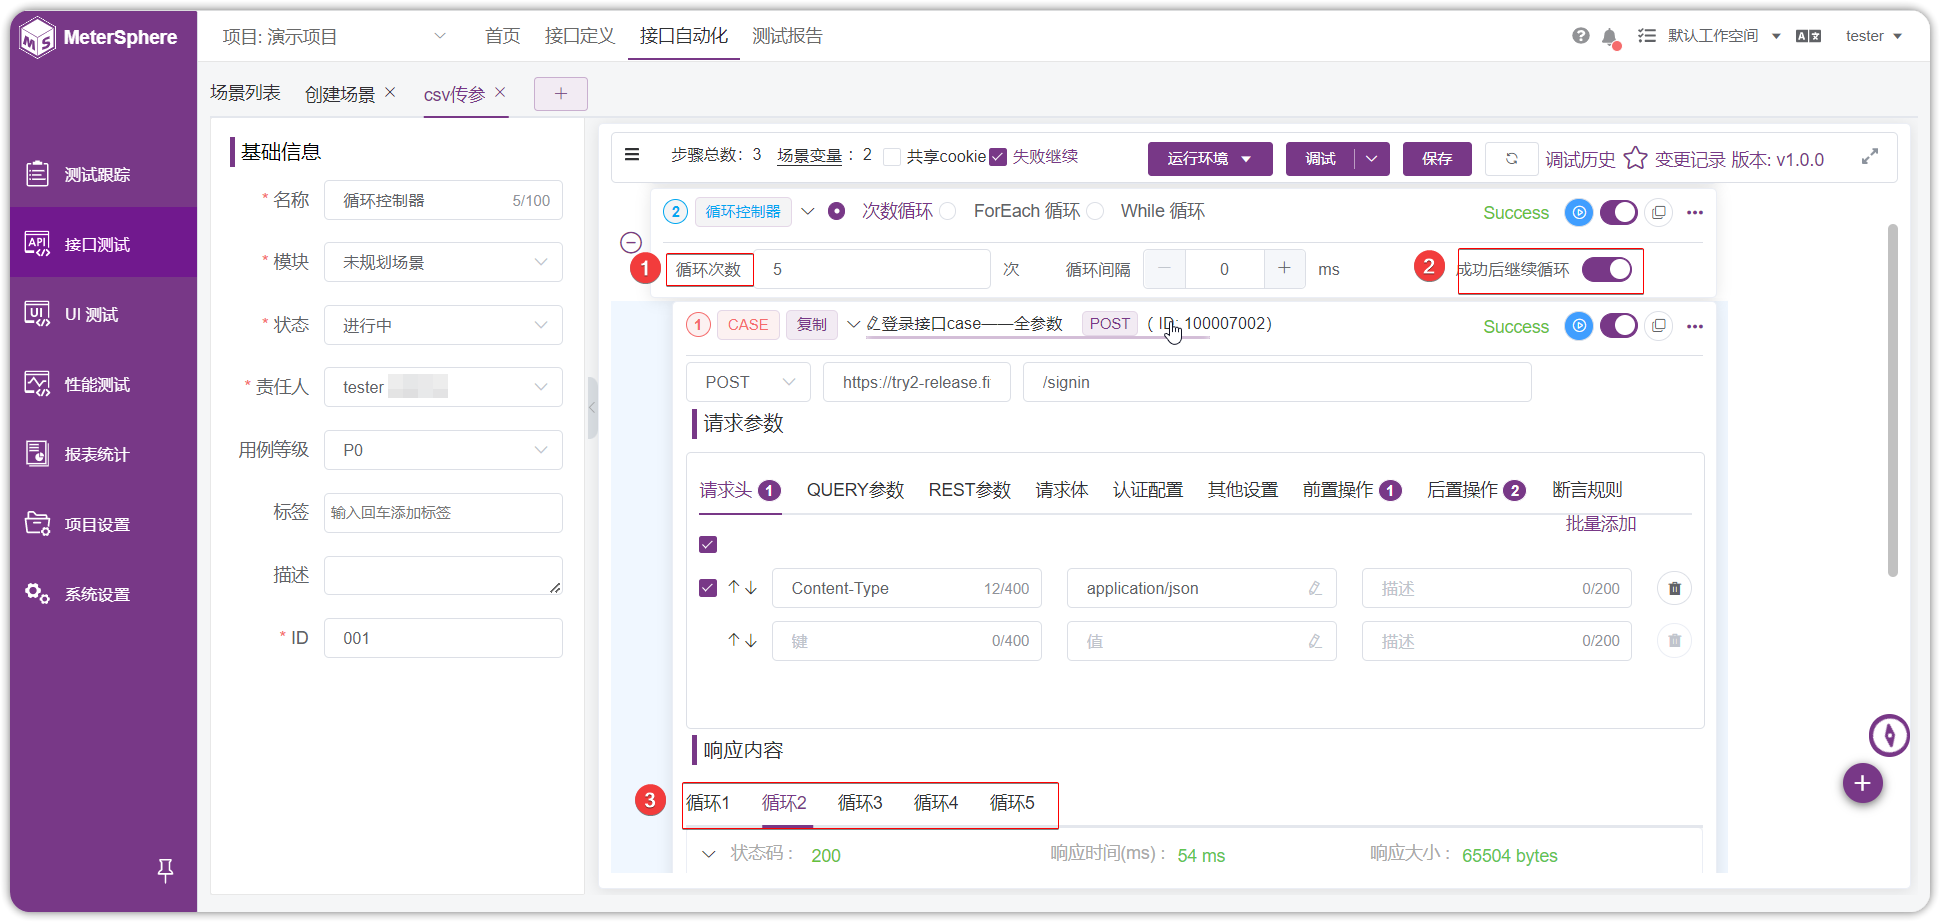 MeterSphere
项目: 演示项目
首页
接口定义
接口自动化
测试报告
默认工作空间
tester
场景列表
创建场景
csv传参
测试跟踪
接口测试
UI 测试
性能测试
报表统计
项目设置
系统设置
基础信息
* 名称
循环控制器
5/100
* 模块
未规划场景
* 状态
进行中
* 责任人
tester
用例等级
P0
标签
输入回车添加标签
描述
* ID
001
步骤总数: 3
场景变量 : 2
共享cookie
失败继续
运行环境
调试
保存
调试历史
变更记录
版本: v1.0.0
2
循环控制器
次数循环
ForEach 循环
While 循环
Success
1
循环次数
5
次
循环间隔
0
ms
2
成功后继续循环
1
CASE
复制
登录接口case——全参数
POST
( ID: 100007002)
Success
POST
https://try2-release.fi
/signin
请求参数
请求头 1
QUERY参数
REST参数
请求体
认证配置
其他设置
前置操作 1
后置操作 2
断言规则
批量添加
Content-Type
12/400
application/json
描述
0/200
键
0/400
值
描述
0/200
响应内容
3
循环1
循环2
循环3
循环4
循环5
状态码 :
200
响应时间(ms) :
54 ms
响应大小 :
65504 bytes